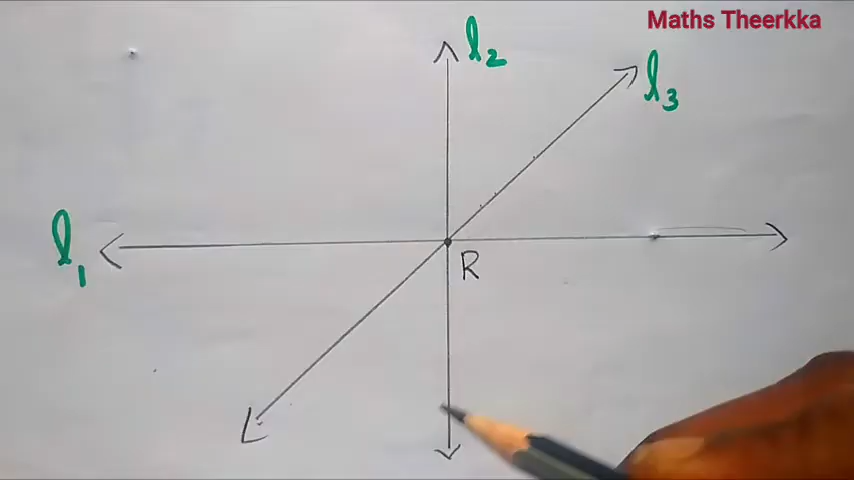 Maths Theerkka
l₂
l₃
l₁
R